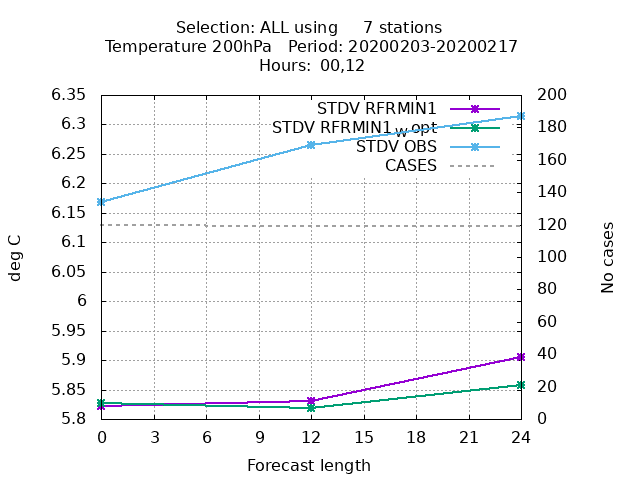 Selection: ALL using 7 stations
Temperature 200hPa Period: 20200203-20200217
Hours: 00,12
STDV RFRMIN1
STDV RFRMIN1_wopt
STDV OBS
CASES
6.35
6.3
6.25
6.2
6.15
6.1
6.05
6
5.95
5.9
5.85
5.8
200
180
160
140
120
100
80
60
40
20
0
deg C
No cases
0 3 6 9 12 15 18 21 24
Forecast length